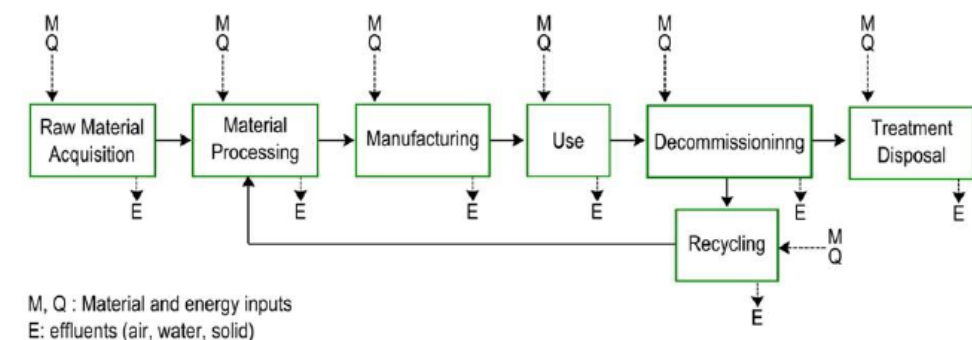 M
Q
M
Q
M
Q
M
Q
M
Q
M
Q
Raw Material
Acquisition
Material
Processing
Manufacturing
Use
Decommissioninng
Treatment
Disposal
E
E
E
E
E
E
Recycling
M
Q
E
M, Q : Material and energy inputs
E: effluents (air, water, solid)